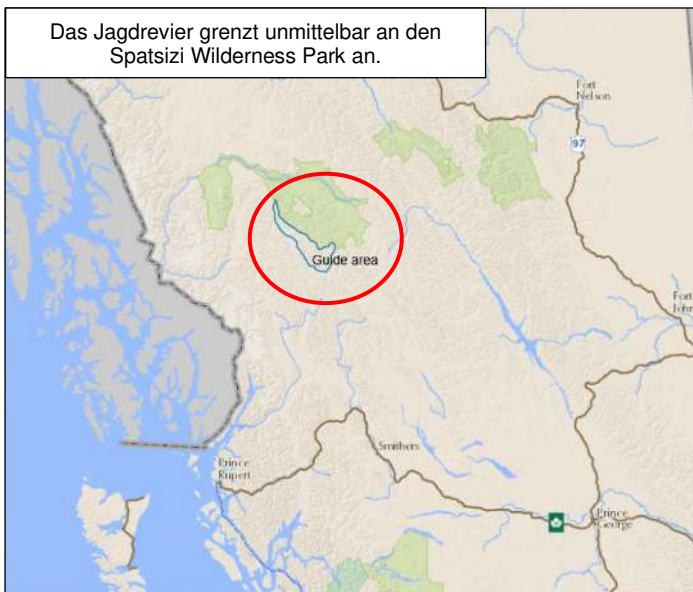 Das Jagdrevier grenzt unmittelbar an den
Spatsizi Wilderness Park an.
Fort
Nelson
97
Guide area
Fort
John
Smithers
Prince
Rupert
Prince
George